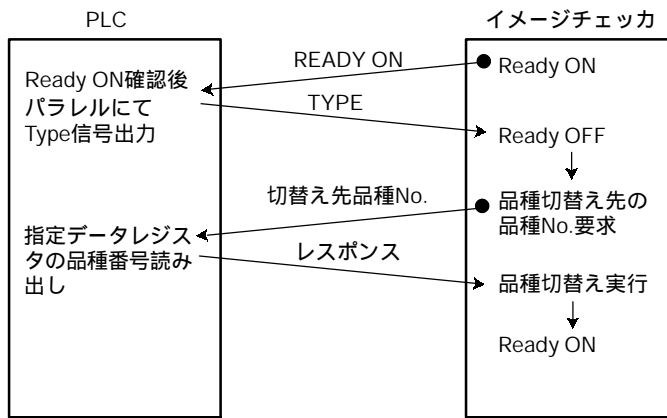 PLC
イメージチェッカ
READY ON
Ready ON
Ready ON確認後
パラレルにて
Type信号出力
TYPE
Ready OFF
切替え先品種No.
品種切替え先の
品種No.要求
指定データレジス
タの品種番号読み
出し
レスポンス
品種切替え実行
Ready ON